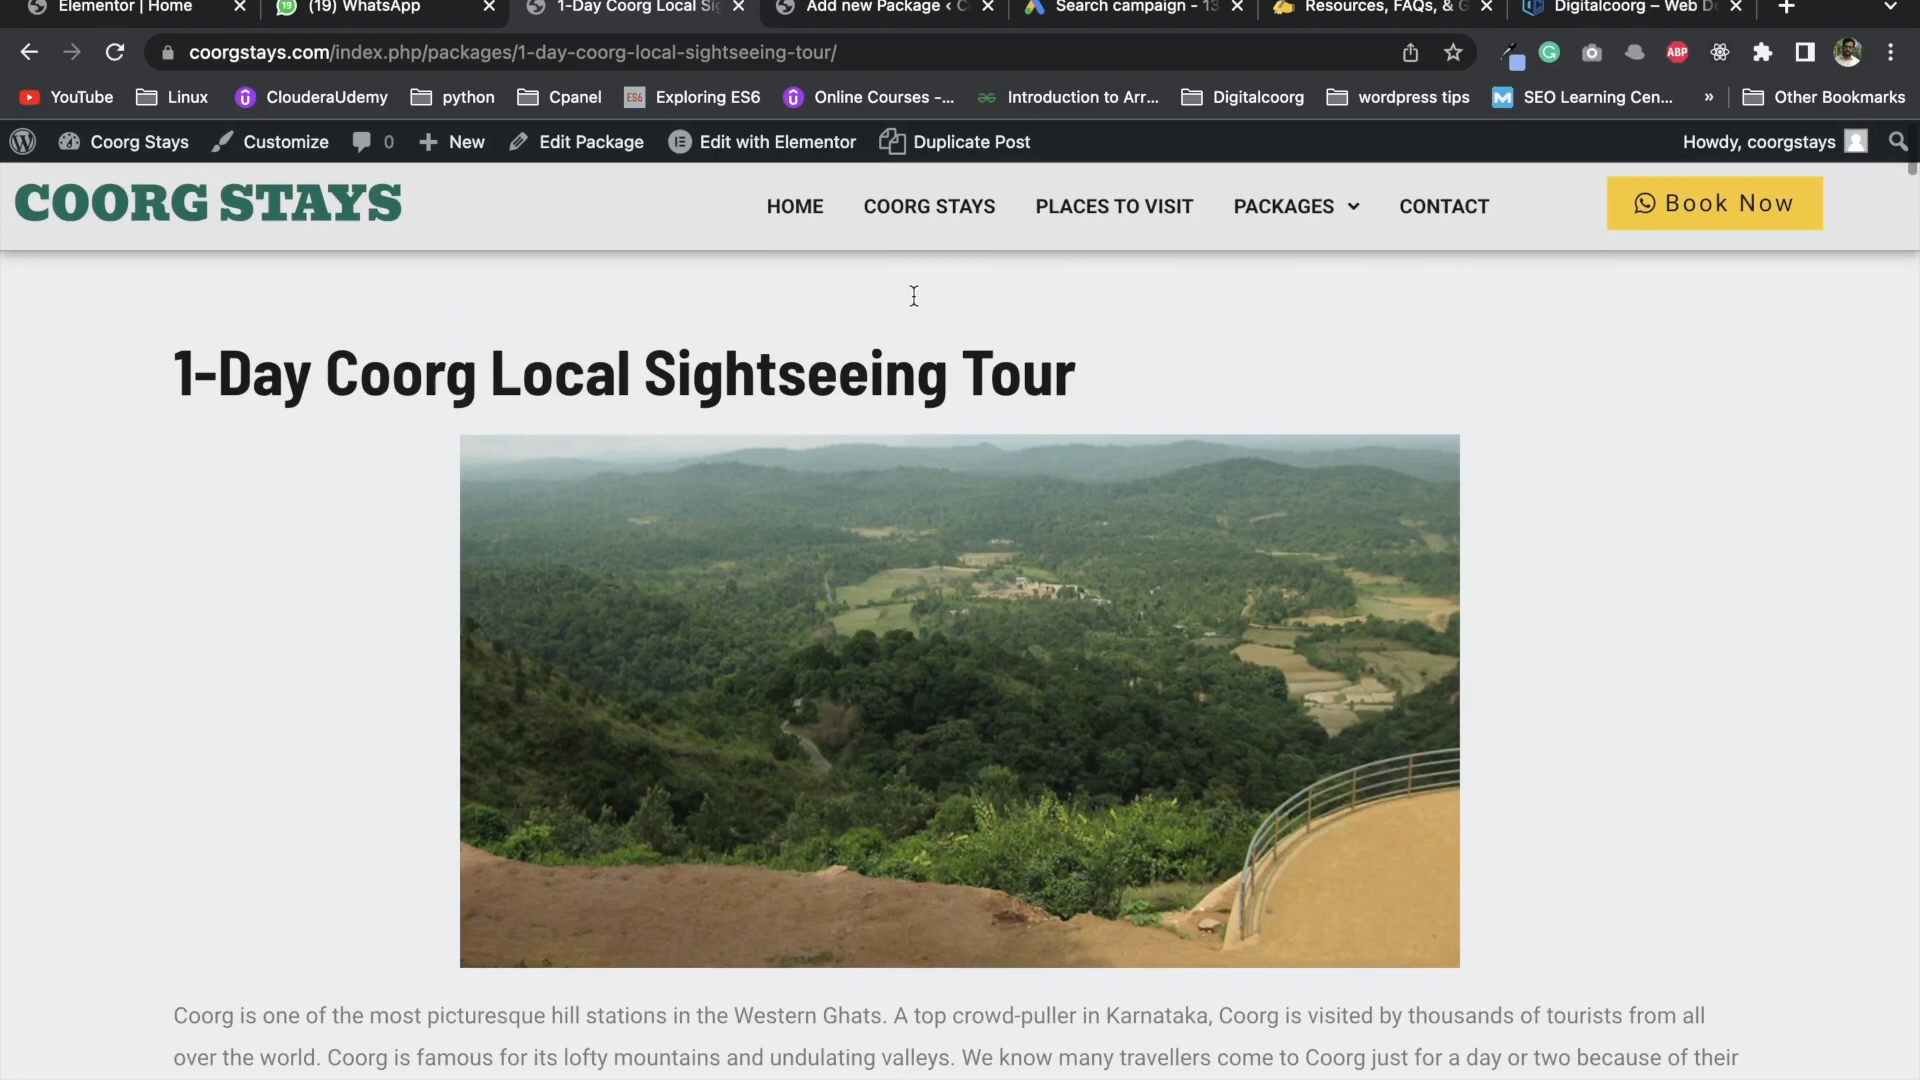 Elementor | Home
(19) WhatsApp
1-Day Coorg Local Si
Add new Package ‹ C
Search campaign - 13
Resources, FAQs, & G
Digitalcoorg – Web D
coorgstays.com/index.php/packages/1-day-coorg-local-sightseeing-tour/
YouTube
Linux
ClouderaUdemy
python
Cpanel
Exploring ES6
Online Courses -...
Introduction to Arr...
Digitalcoorg
wordpress tips
SEO Learning Cen...
»
Other Bookmarks
Coorg Stays
Customize
0
New
Edit Package
Edit with Elementor
Duplicate Post
Howdy, coorgstays
COORG STAYS
HOME
COORG STAYS
PLACES TO VISIT
PACKAGES
CONTACT
Book Now
1-Day Coorg Local Sightseeing Tour
Coorg is one of the most picturesque hill stations in the Western Ghats. A top crowd-puller in Karnataka, Coorg is visited by thousands of tourists from all
over the world. Coorg is famous for its lofty mountains and undulating valleys. We know many travellers come to Coorg just for a day or two because of their